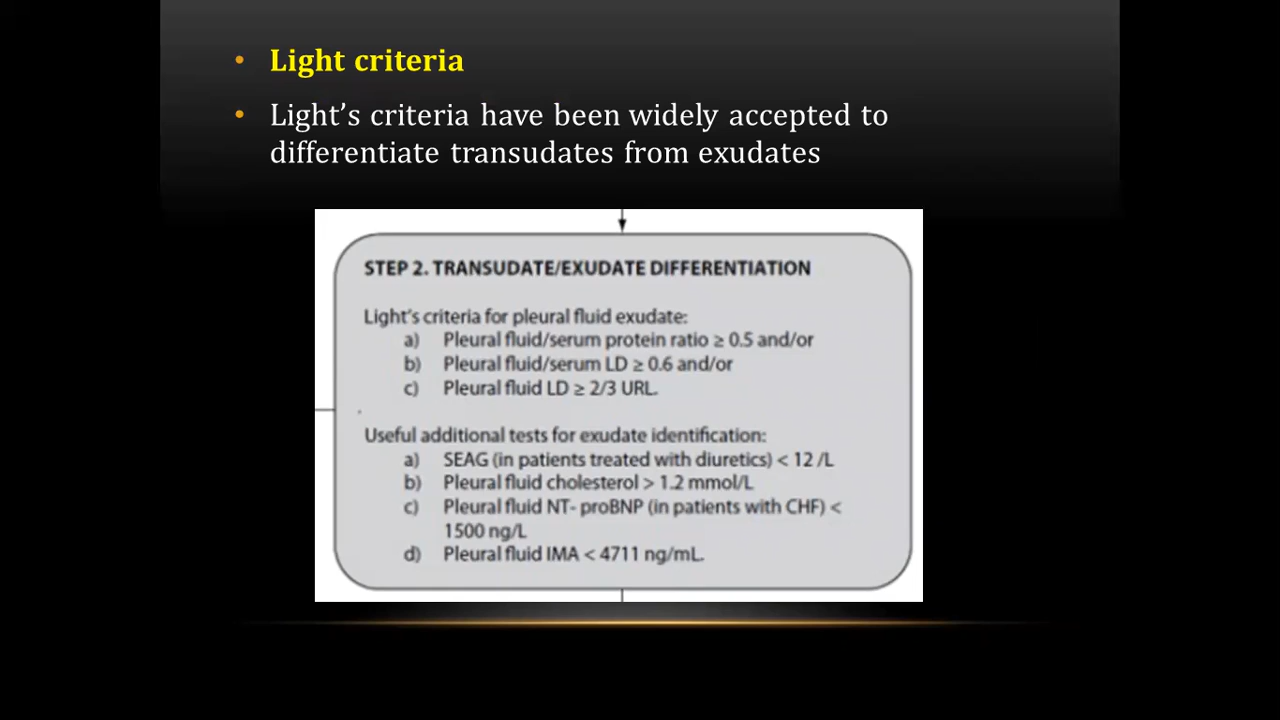 • Light criteria
• Light’s criteria have been widely accepted to
differentiate transudates from exudates
STEP 2. TRANSUDATE/EXUDATE DIFFERENTIATION
Light's criteria for pleural fluid exudate:
a) Pleural fluid/serum protein ratio ≥ 0.5 and/or
b) Pleural fluid/serum LD ≥ 0.6 and/or
c) Pleural fluid LD ≥ 2/3 URL.
Useful additional tests for exudate identification:
a) SEAG (in patients treated with diuretics) < 12 /L
b) Pleural fluid cholesterol > 1.2 mmol/L
c) Pleural fluid NT- proBNP (in patients with CHF) <
1500 ng/L
d) Pleural fluid IMA < 4711 ng/mL.